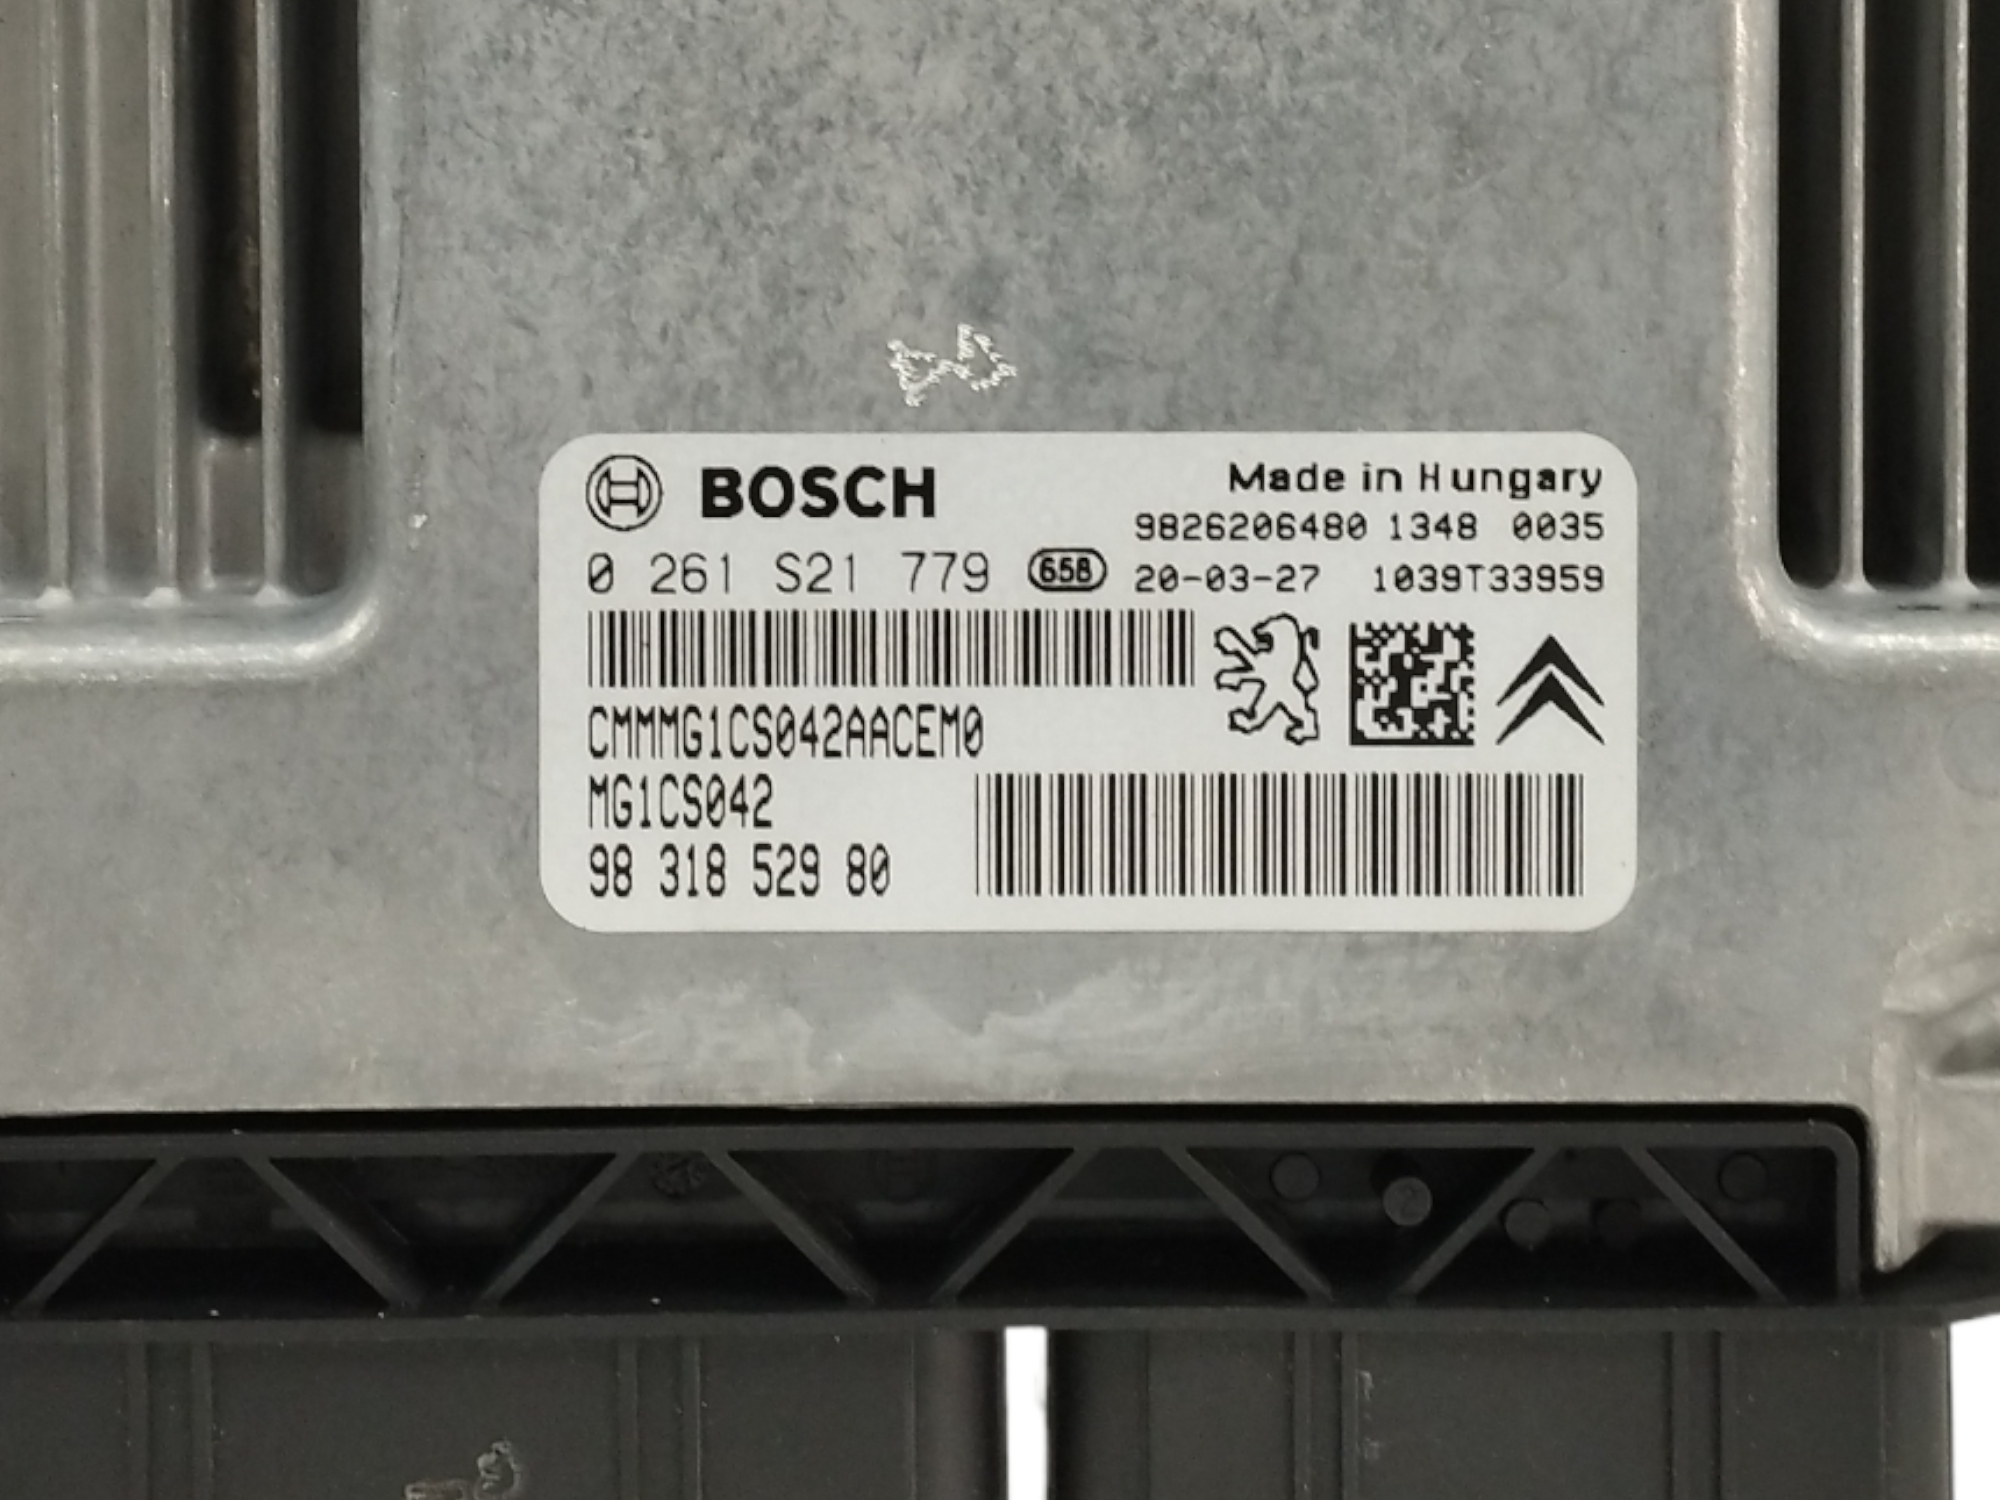 BOSCH
Made in Hungary
9826206480 1348 0035
0 261 S21 779 658 20-03-27 1039T33959
CMMMG1CS042AACEM0
MG1CS042
98 318 529 80